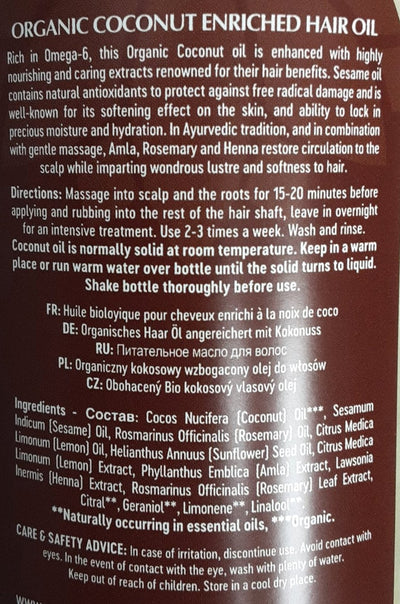 ORGANIC COCONUT ENRICHED HAIR OIL
Rich in Omega-6, this Organic Coconut oil is enhanced with highly
nourishing and caring extracts renowned for their hair benefits. Sesame oil
contains natural antioxidants to protect against free radical damage and is
well-known for its softening effect on the skin, and ability to lock in
precious moisture and hydration. In Ayurvedic tradition, and in combination
with gentle massage, Amla, Rosemary and Henna restore circulation to the
scalp while imparting wondrous lustre and softness to hair.
Directions: Massage into scalp and the roots for 15-20 minutes before
applying and rubbing into the rest of the hair shaft, leave in overnight
for an intensive treatment. Use 2-3 times a week. Wash and rinse.
Coconut oil is normally solid at room temperature. Keep in a warm
place or run warm water over bottle until the solid turns to liquid.
Shake bottle thoroughly before use.
FR: Huile bioloyique pour cheveux enrichi à la noix de coco
DE: Organisches Haar Öl angereichert mit Kokonuss
RU: Питательное масло для волос
PL: Organiczny kokosowy wzbogacony olej do włosów
CZ: Obohacený Bio kokosový vlasový olej
Ingredients - Состав: Cocos Nucifera (Coconut) Oil***, Sesamum
Indicum (Sesame) Oil, Rosmarinus Officinalis (Rosemary) Oil, Citrus Medica
Limonum (Lemon) Oil, Helianthus Annuus (Sunflower) Seed Oil, Citrus Medica
Limonum (Lemon) Extract, Phyllanthus Emblica (Amla) Extract, Lawsonia
Inermis (Henna) Extract, Rosmarinus Officinalis (Rosemary) Leaf Extract,
Citral**, Geraniol**, Limonene**, Linalool**.
**Naturally occurring in essential oils, ***Organic.
CARE & SAFETY ADVICE: In case of irritation, discontinue use. Avoid contact with
eyes. In the event of contact with the eye, wash with plenty of water.
Keep out of reach of children. Store in a cool dry place.